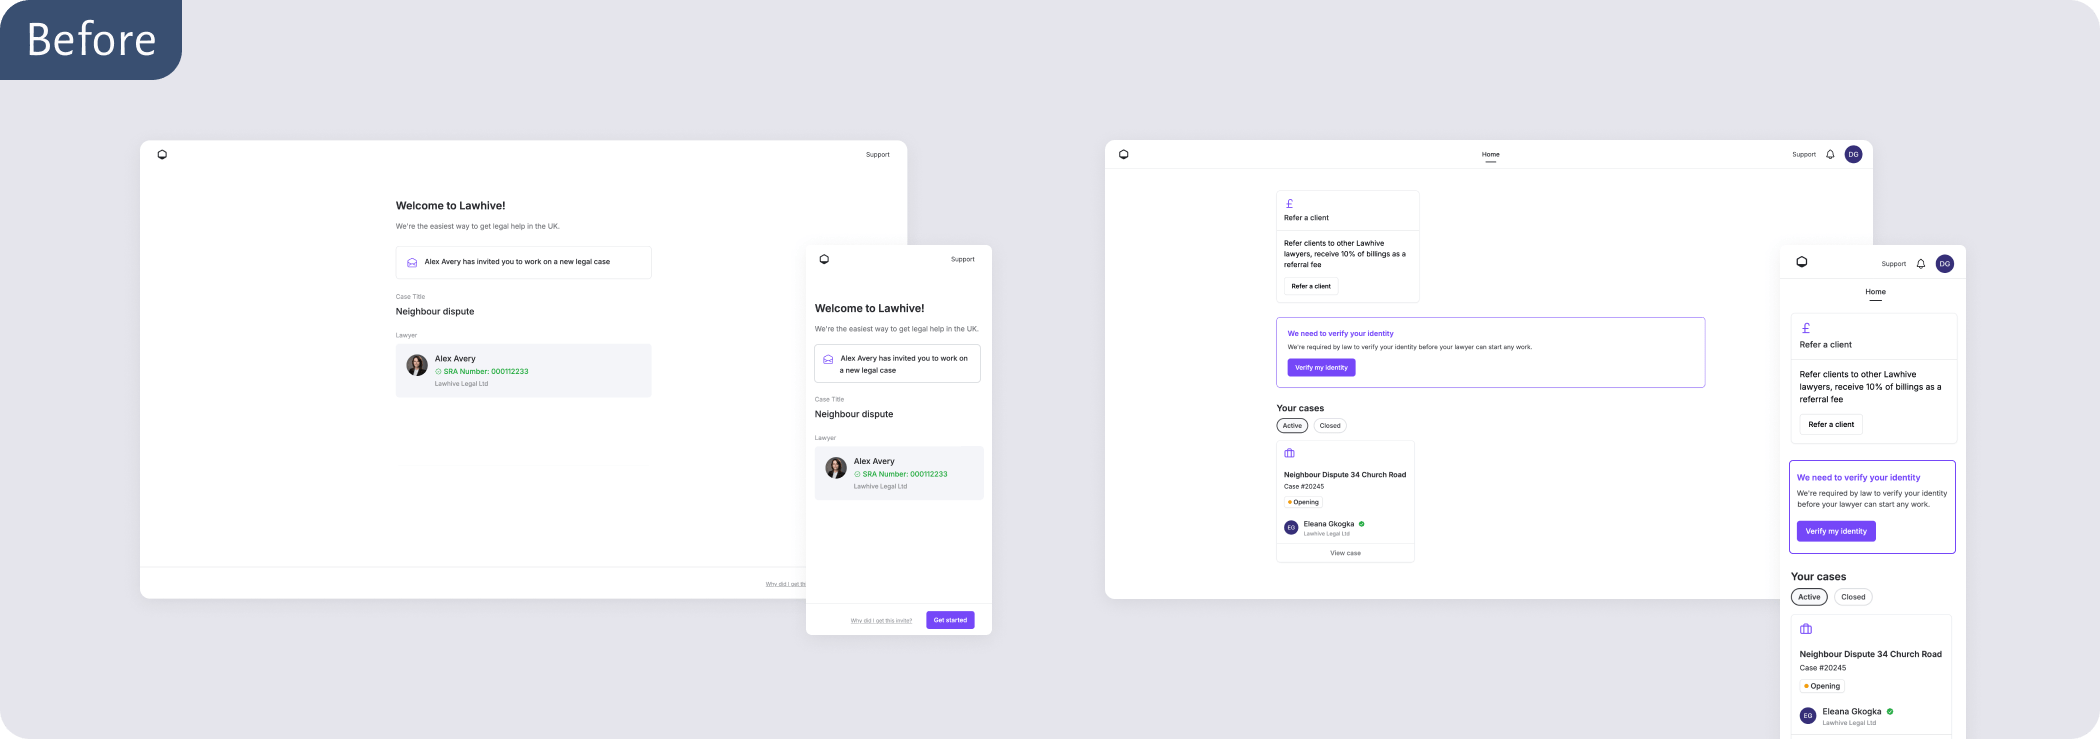 Before
Support
Welcome to Lawhive!
We're the easiest way to get legal help in the UK.
Alex Avery has invited you to work on a new legal case
Case Title
Neighbour dispute
Lawyer
Alex Avery
SRA Number: 000112233
Lawhive Legal Ltd
Why did I get
Support
Welcome to Lawhive!
We're the easiest way to get legal help in the UK.
Alex Avery has invited you to work on
a new legal case
Case Title
Neighbour dispute
Lawyer
Alex Avery
SRA Number: 000112233
Lawhive Legal Ltd
Why did I get this invite?
Get started
Home
Support
DG
£
Refer a client
Refer clients to other Lawhive
lawyers, receive 10% of billings as a
referral fee
Refer a client
We need to verify your identity
We're required by law to verify your identity before your lawyer can start any work.
Verify my identity
Your cases
Active
Closed
Neighbour Dispute 34 Church Road
Case #20245
Opening
EG
Eleana Gkogka
Lawhive Legal Ltd
View case
Support
DG
Home
£
Refer a client
Refer clients to other Lawhive
lawyers, receive 10% of billings as a
referral fee
Refer a client
We need to verify your identity
We're required by law to verify your identity
before your lawyer can start any work.
Verify my identity
Your cases
Active
Closed
Neighbour Dispute 34 Church Road
Case #20245
Opening
EG
Eleana Gkogka
Lawhive Legal Ltd